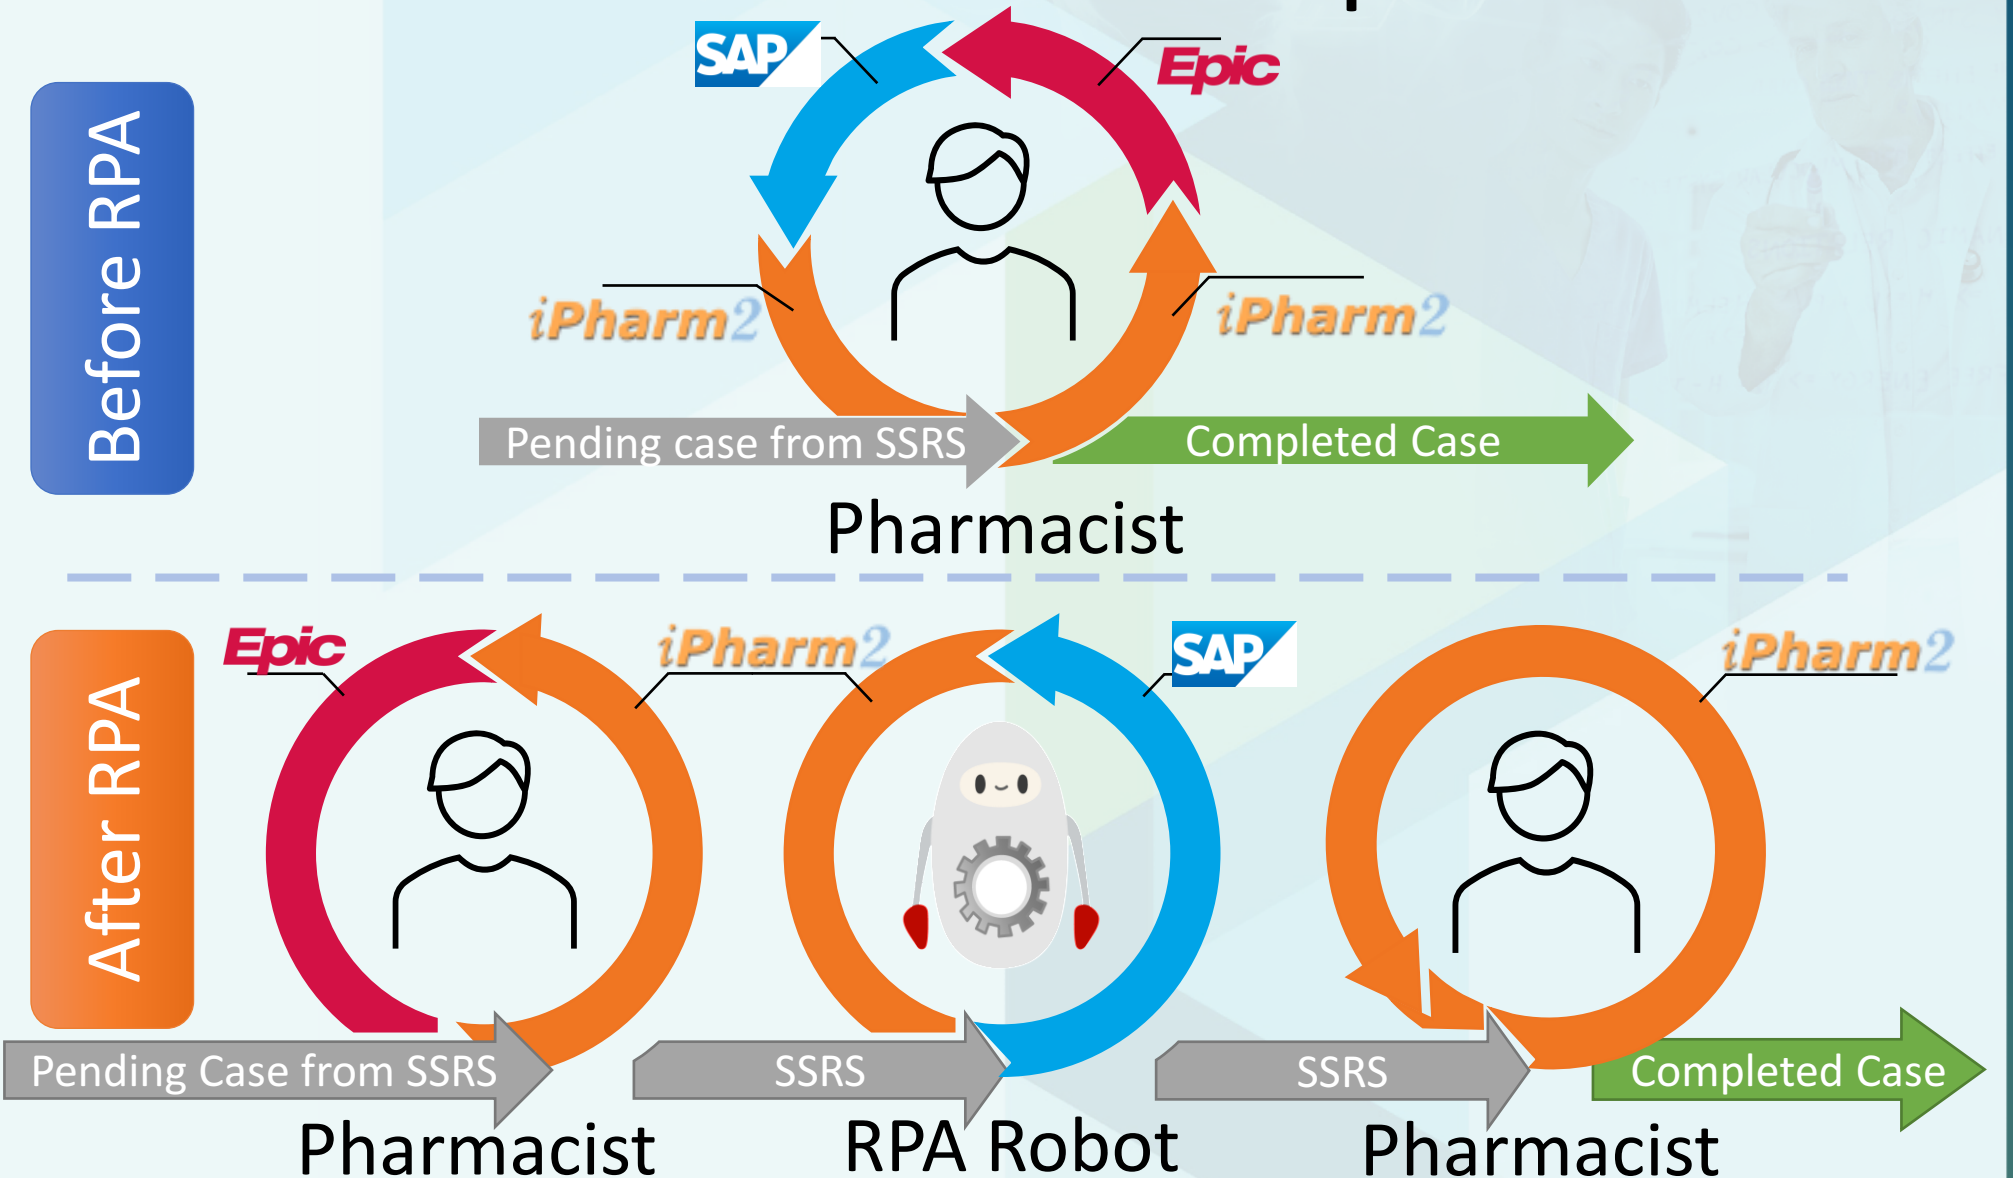 SAP
Epic
Before RPA
iPharm2
iPharm2
Pending case from SSRS
Completed Case
Pharmacist
Epic
iPharm2
SAP
iPharm2
After RPA
Pending Case from SSRS
SSRS
SSRS
Completed Case
Pharmacist
RPA Robot
Pharmacist